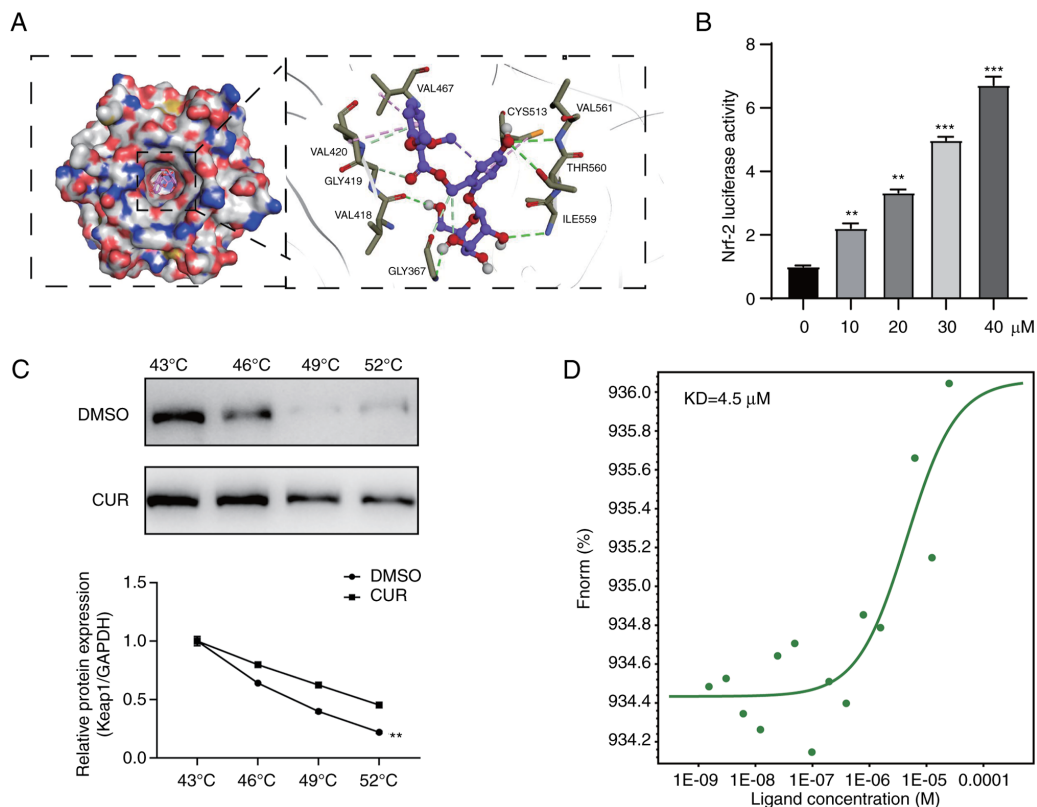 A
VAL467
CYS513
VAL561
VAL420
GLY419
THR560
VAL418
ILE559
GLY367
B
Nrf-2 luciferase activity
8
6
4
2
0
**
**
***
***
0 10 20 30 40 μM
C
43°C 46°C 49°C 52°C
DMSO
CUR
DMSO
CUR
Relative protein expression
(Keap1/GAPDH)
1.5
1.0
0.5
0.0
**
43°C 46°C 49°C 52°C
D
KD=4.5 μM
Fnorm (%)
936.0
935.8
935.6
935.4
935.2
935.0
934.8
934.6
934.4
934.2
1E-09 1E-08 1E-07 1E-06 1E-05 0.0001
Ligand concentration (M)